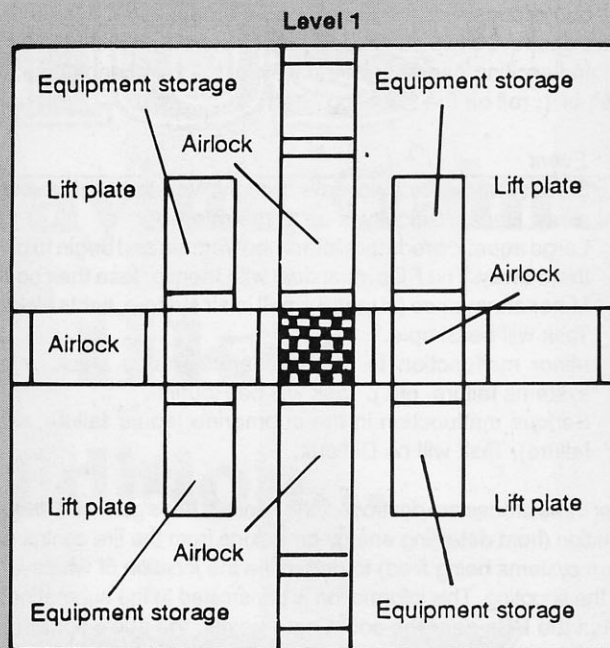 Level 1
Equipment storage
Equipment storage
Airlock
Lift plate
Lift plate
Airlock
Airlock
Lift plate
Lift plate
Airlock
Equipment storage
Equipment storage